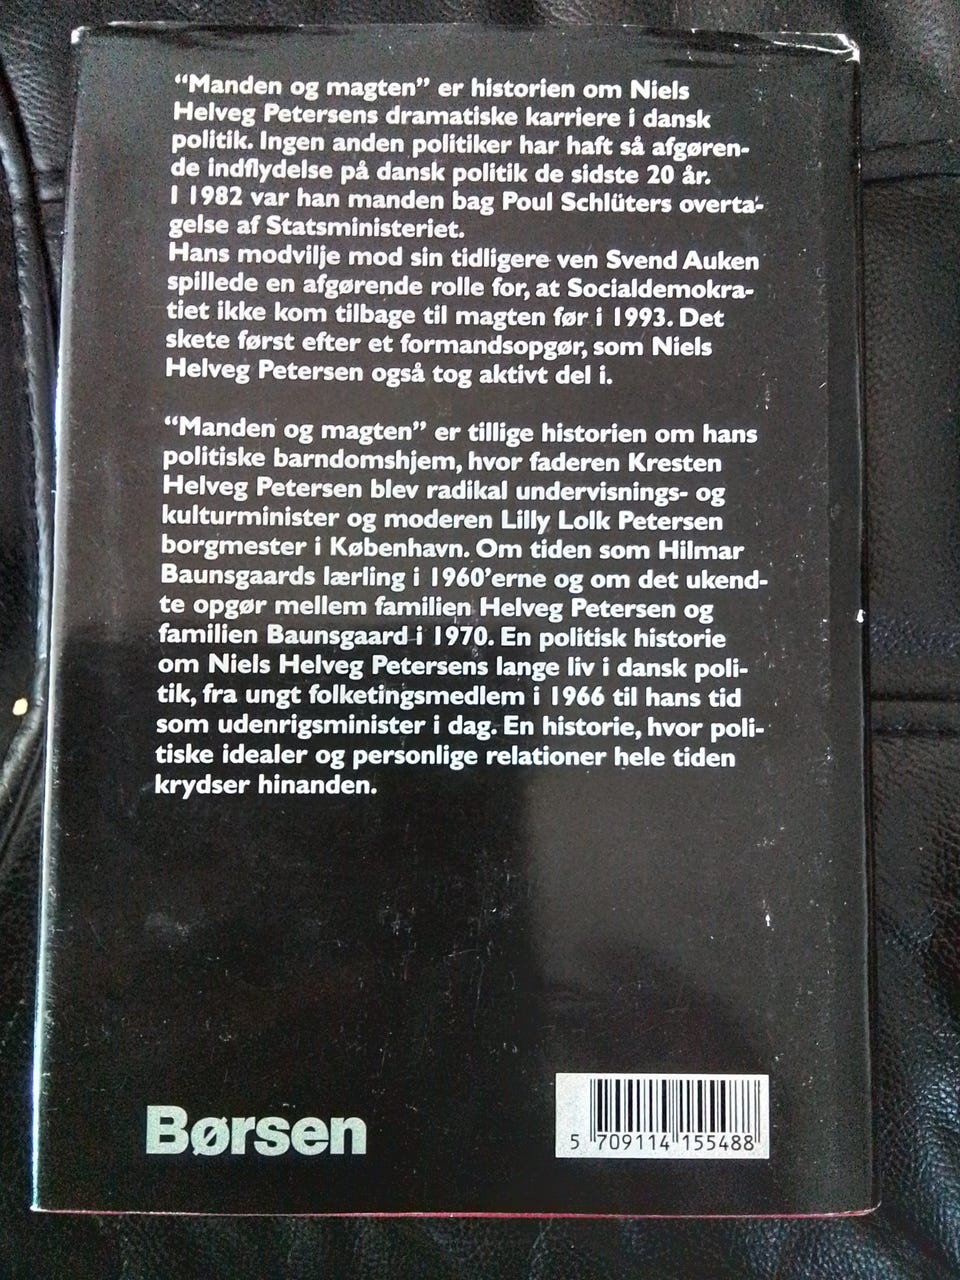 “Manden og magten” er historien om Niels
Helveg Petersens dramatiske karriere i dansk
politik. Ingen anden politiker har haft så afgøren-
de indflydelse på dansk politik de sidste 20 år.
I 1982 var han manden bag Poul Schlüters overta-
gelse af Statsministeriet.
Hans modvilje mod sin tidligere ven Svend Auken
spillede en afgørende rolle for, at Socialdemokra-
tiet ikke kom tilbage til magten før i 1993. Det
skete først efter et formandsopgør, som Niels
Helveg Petersen også tog aktivt del i.
“Manden og magten” er tillige historien om hans
politiske barndomshjem, hvor faderen Kresten
Helveg Petersen blev radikal undervisnings- og
kulturminister og moderen Lilly Lolk Petersen
borgmester i København. Om tiden som Hilmar
Baunsgaards lærling i 1960’erne og om det ukend-
te opgør mellem familien Helveg Petersen og
familien Baunsgaard i 1970. En politisk historie
om Niels Helveg Petersens lange liv i dansk poli-
tik, fra ungt folketingsmedlem i 1966 til hans tid
som udenrigsminister i dag. En historie, hvor poli-
tiske idealer og personlige relationer hele tiden
krydser hinanden.
Børsen
5 709114 155488